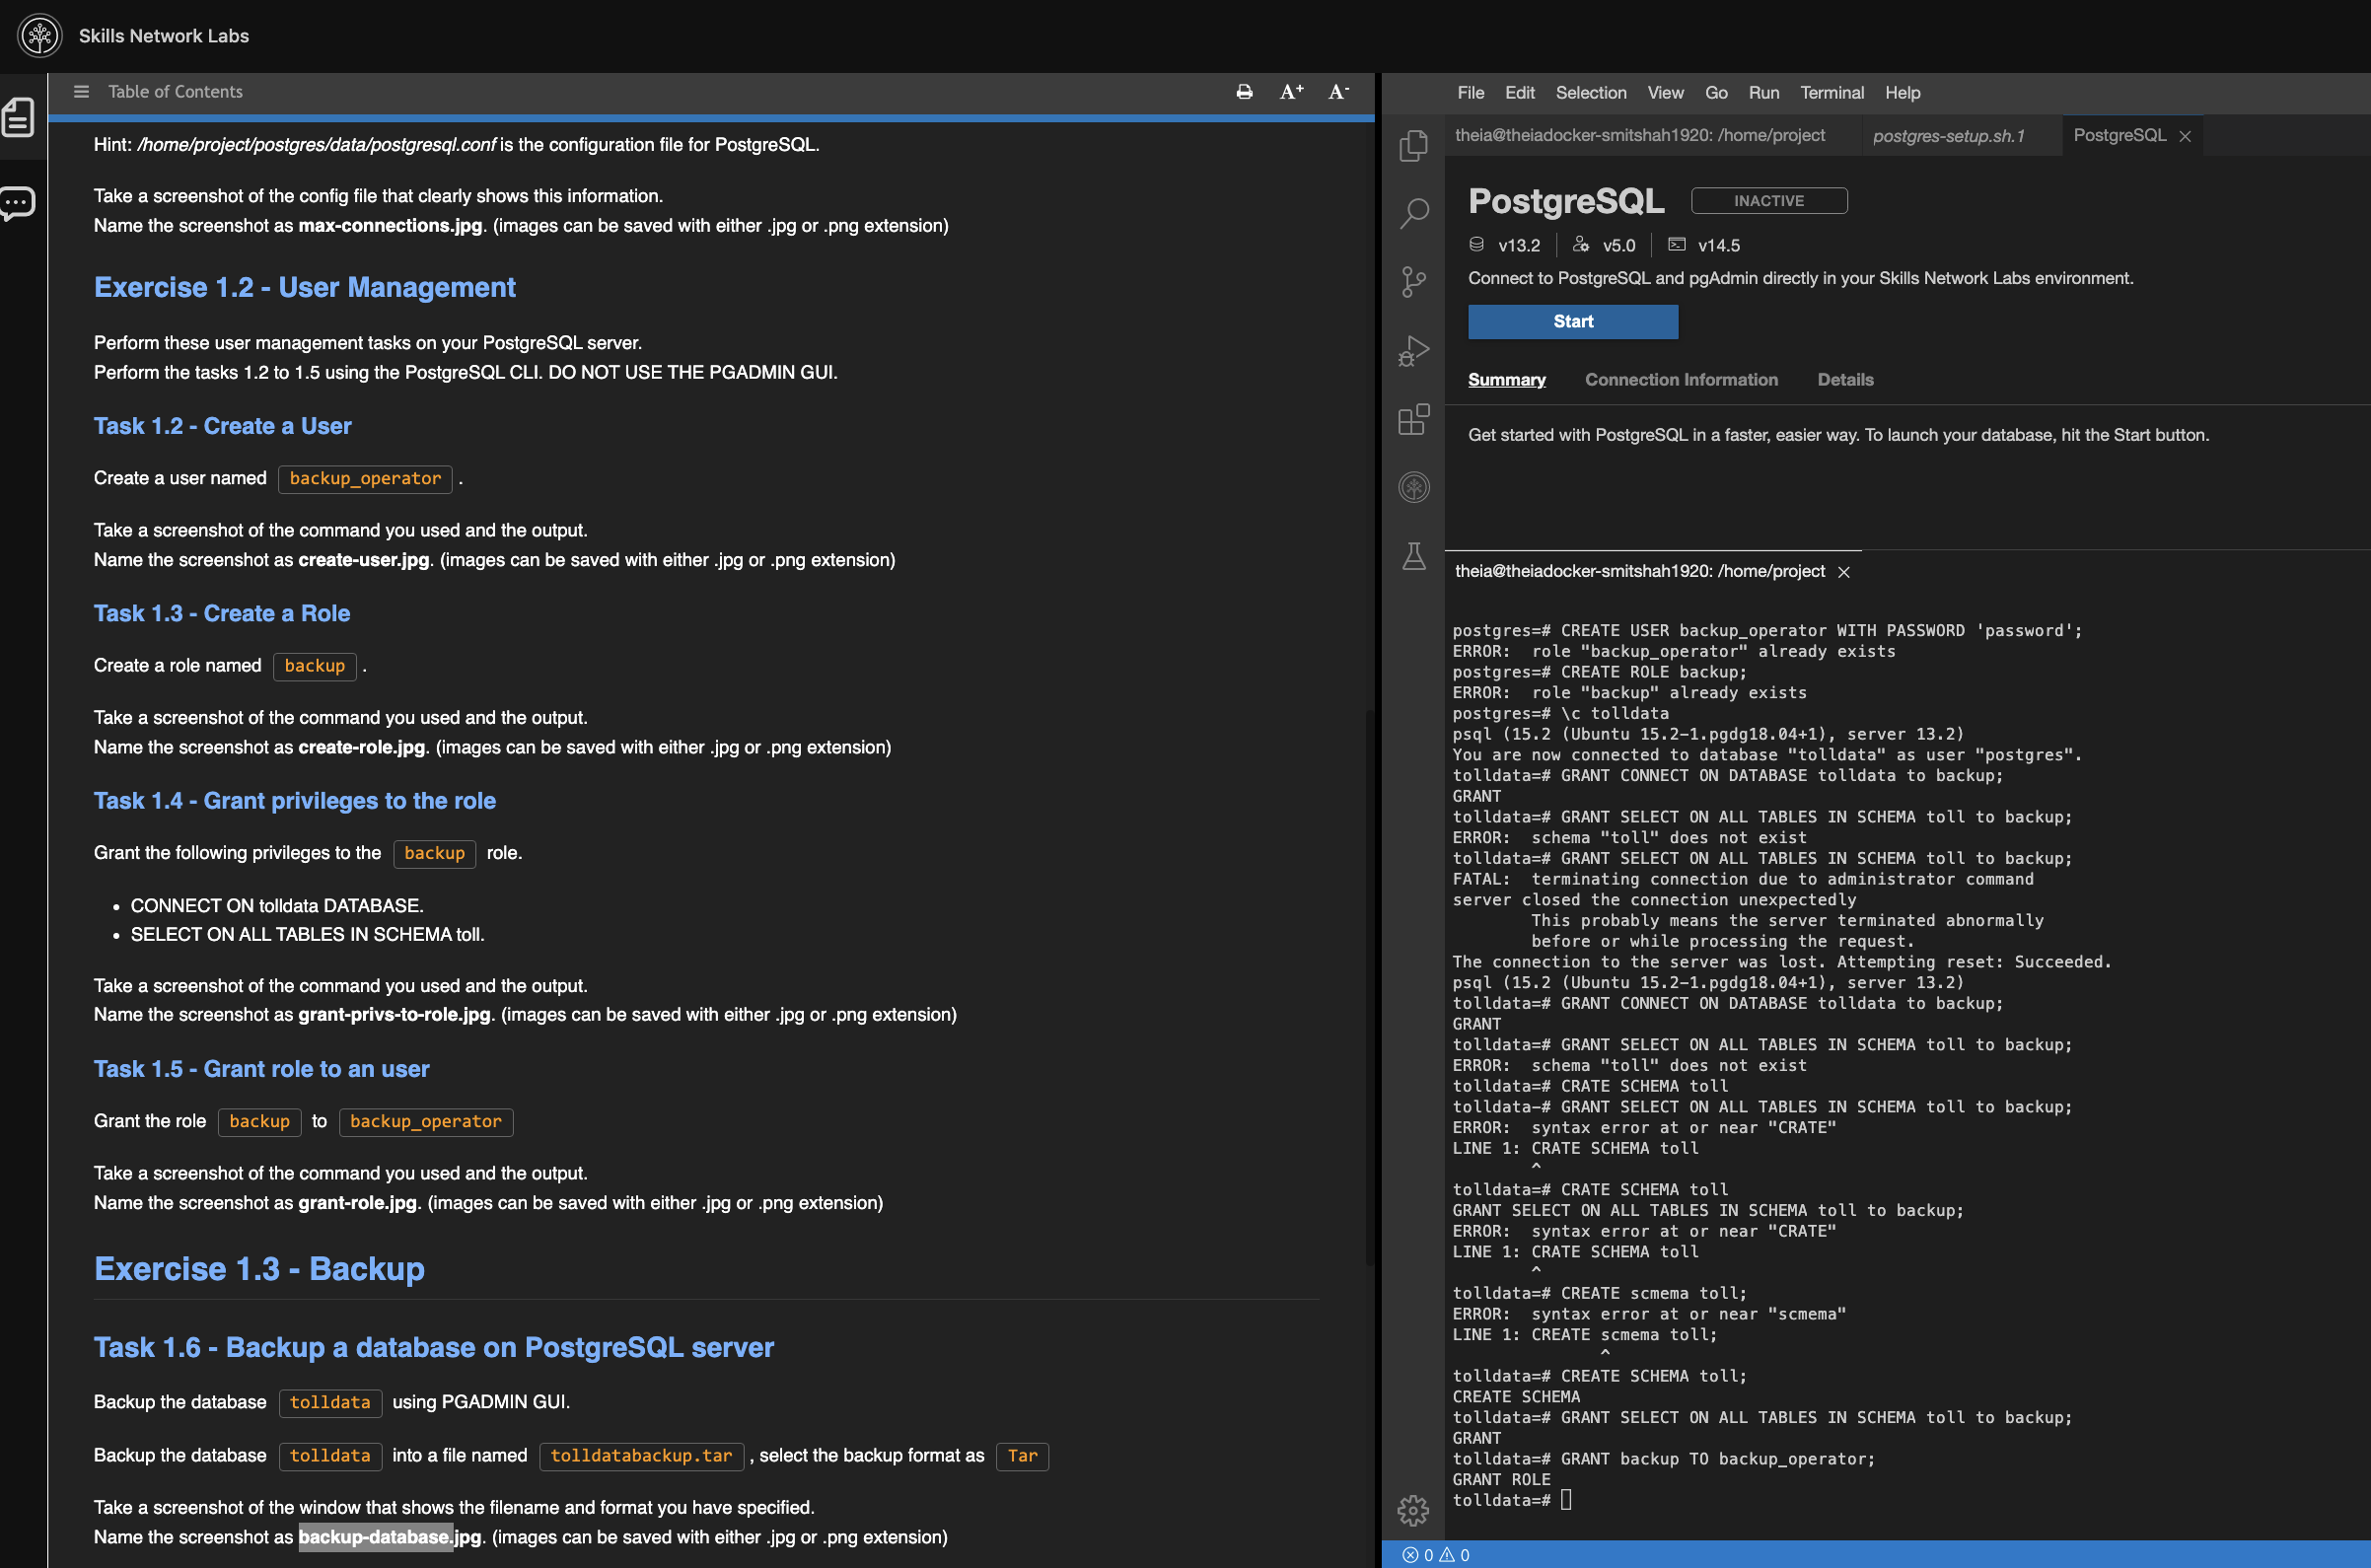 Skills Network Labs
Table of Contents
A+ A-
Hint: /home/project/postgres/data/postgresql.conf is the configuration file for PostgreSQL.
Take a screenshot of the config file that clearly shows this information.
Name the screenshot as max-connections.jpg. (images can be saved with either .jpg or .png extension)
Exercise 1.2 - User Management
Perform these user management tasks on your PostgreSQL server.
Perform the tasks 1.2 to 1.5 using the PostgreSQL CLI. DO NOT USE THE PGADMIN GUI.
Task 1.2 - Create a User
Create a user named backup_operator .
Take a screenshot of the command you used and the output.
Name the screenshot as create-user.jpg. (images can be saved with either .jpg or .png extension)
Task 1.3 - Create a Role
Create a role named backup .
Take a screenshot of the command you used and the output.
Name the screenshot as create-role.jpg. (images can be saved with either .jpg or .png extension)
Task 1.4 - Grant privileges to the role
Grant the following privileges to the backup role.
• CONNECT ON tolldata DATABASE.
• SELECT ON ALL TABLES IN SCHEMA toll.
Take a screenshot of the command you used and the output.
Name the screenshot as grant-privs-to-role.jpg. (images can be saved with either .jpg or .png extension)
Task 1.5 - Grant role to an user
Grant the role backup to backup_operator
Take a screenshot of the command you used and the output.
Name the screenshot as grant-role.jpg. (images can be saved with either .jpg or .png extension)
Exercise 1.3 - Backup
Task 1.6 - Backup a database on PostgreSQL server
Backup the database tolldata using PGADMIN GUI.
Backup the database tolldata into a file named tolldatabackup.tar , select the backup format as Tar
Take a screenshot of the window that shows the filename and format you have specified.
Name the screenshot as backup-database.jpg. (images can be saved with either .jpg or .png extension)
File Edit Selection View Go Run Terminal Help
theia@theiadocker-smitshah1920: /home/project postgres-setup.sh.1 PostgreSQL
PostgreSQL INACTIVE
v13.2 v5.0 v14.5
Connect to PostgreSQL and pgAdmin directly in your Skills Network Labs environment.
Start
Summary Connection Information Details
Get started with PostgreSQL in a faster, easier way. To launch your database, hit the Start button.
theia@theiadocker-smitshah1920: /home/project
postgres=# CREATE USER backup_operator WITH PASSWORD 'password';
ERROR:  role "backup_operator" already exists
postgres=# CREATE ROLE backup;
ERROR:  role "backup" already exists
postgres=# \c tolldata
psql (15.2 (Ubuntu 15.2-1.pgdg18.04+1), server 13.2)
You are now connected to database "tolldata" as user "postgres".
tolldata=# GRANT CONNECT ON DATABASE tolldata to backup;
GRANT
tolldata=# GRANT SELECT ON ALL TABLES IN SCHEMA toll to backup;
ERROR:  schema "toll" does not exist
tolldata=# GRANT SELECT ON ALL TABLES IN SCHEMA toll to backup;
FATAL:  terminating connection due to administrator command
server closed the connection unexpectedly
        This probably means the server terminated abnormally
        before or while processing the request.
The connection to the server was lost. Attempting reset: Succeeded.
psql (15.2 (Ubuntu 15.2-1.pgdg18.04+1), server 13.2)
tolldata=# GRANT CONNECT ON DATABASE tolldata to backup;
GRANT
tolldata=# GRANT SELECT ON ALL TABLES IN SCHEMA toll to backup;
ERROR:  schema "toll" does not exist
tolldata=# CRATE SCHEMA toll
tolldata-# GRANT SELECT ON ALL TABLES IN SCHEMA toll to backup;
ERROR:  syntax error at or near "CRATE"
LINE 1: CRATE SCHEMA toll
        ^
tolldata=# CRATE SCHEMA toll
GRANT SELECT ON ALL TABLES IN SCHEMA toll to backup;
ERROR:  syntax error at or near "CRATE"
LINE 1: CRATE SCHEMA toll
        ^
tolldata=# CREATE scmema toll;
ERROR:  syntax error at or near "scmema"
LINE 1: CREATE scmema toll;
               ^
tolldata=# CREATE SCHEMA toll;
CREATE SCHEMA
tolldata=# GRANT SELECT ON ALL TABLES IN SCHEMA toll to backup;
GRANT
tolldata=# GRANT backup TO backup_operator;
GRANT ROLE
tolldata=#
0 0